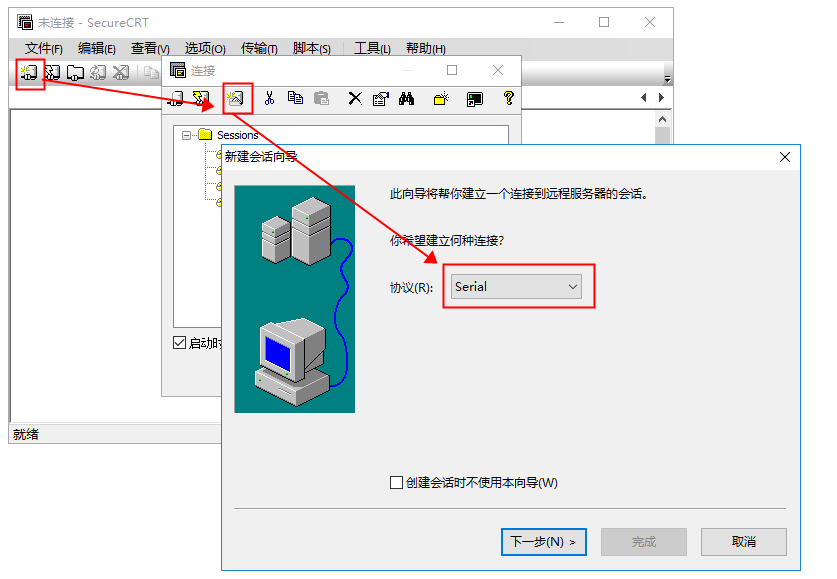 未连接 - SecureCRT
文件(F) 编辑(E) 查看(V) 选项(O) 传输(T) 脚本(S) 工具(L) 帮助(H)
连接
Sessions
新建会话向导
此向导将帮你建立一个连接到远程服务器的会话。
你希望建立何种连接?
协议(R): Serial
启动时
就绪
创建会话时不使用本向导(W)
下一步(N) > 完成 取消